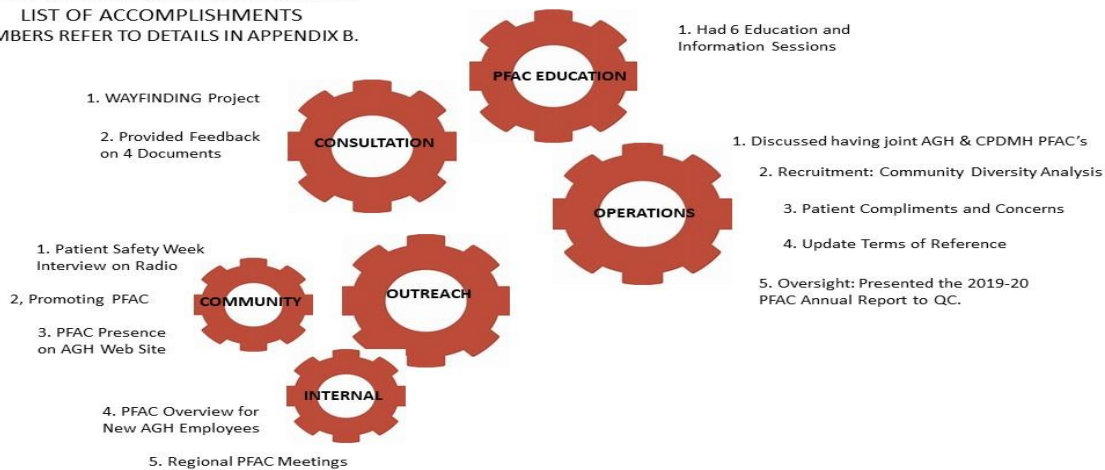 LIST OF ACCOMPLISHMENTS
MBERS REFER TO DETAILS IN APPENDIX B.
PFAC EDUCATION
1. Had 6 Education and
Information Sessions
CONSULTATION
1. WAYFINDING Project
2. Provided Feedback
on 4 Documents
OPERATIONS
1. Discussed having joint AGH & CPDMH PFAC’s
2. Recruitment: Community Diversity Analysis
3. Patient Compliments and Concerns
4. Update Terms of Reference
5. Oversight: Presented the 2019-20
PFAC Annual Report to QC.
OUTREACH
COMMUNITY
1. Patient Safety Week
Interview on Radio
2, Promoting PFAC
3. PFAC Presence
on AGH Web Site
INTERNAL
4. PFAC Overview for
New AGH Employees
5. Regional PFAC Meetings